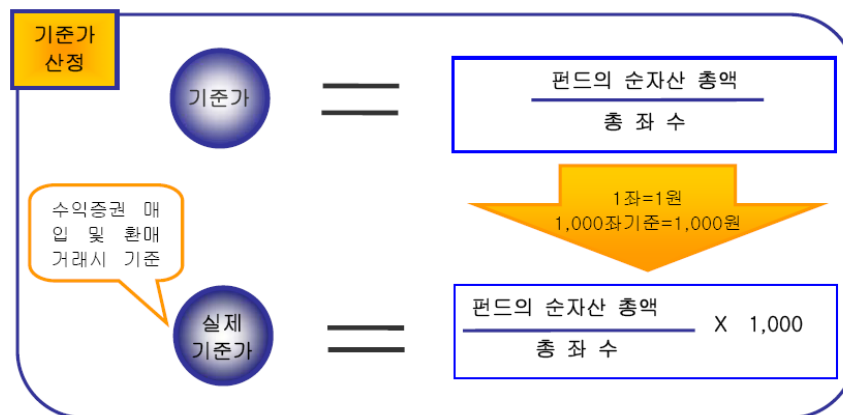 기준가
산정
기준가
펀드의 순자산 총액
총 좌 수
1좌=1원
1,000좌기준=1,000원
수익증권 매
입 및 환매
거래시 기준
실제
기준가
펀드의 순자산 총액
총 좌 수
X 1,000